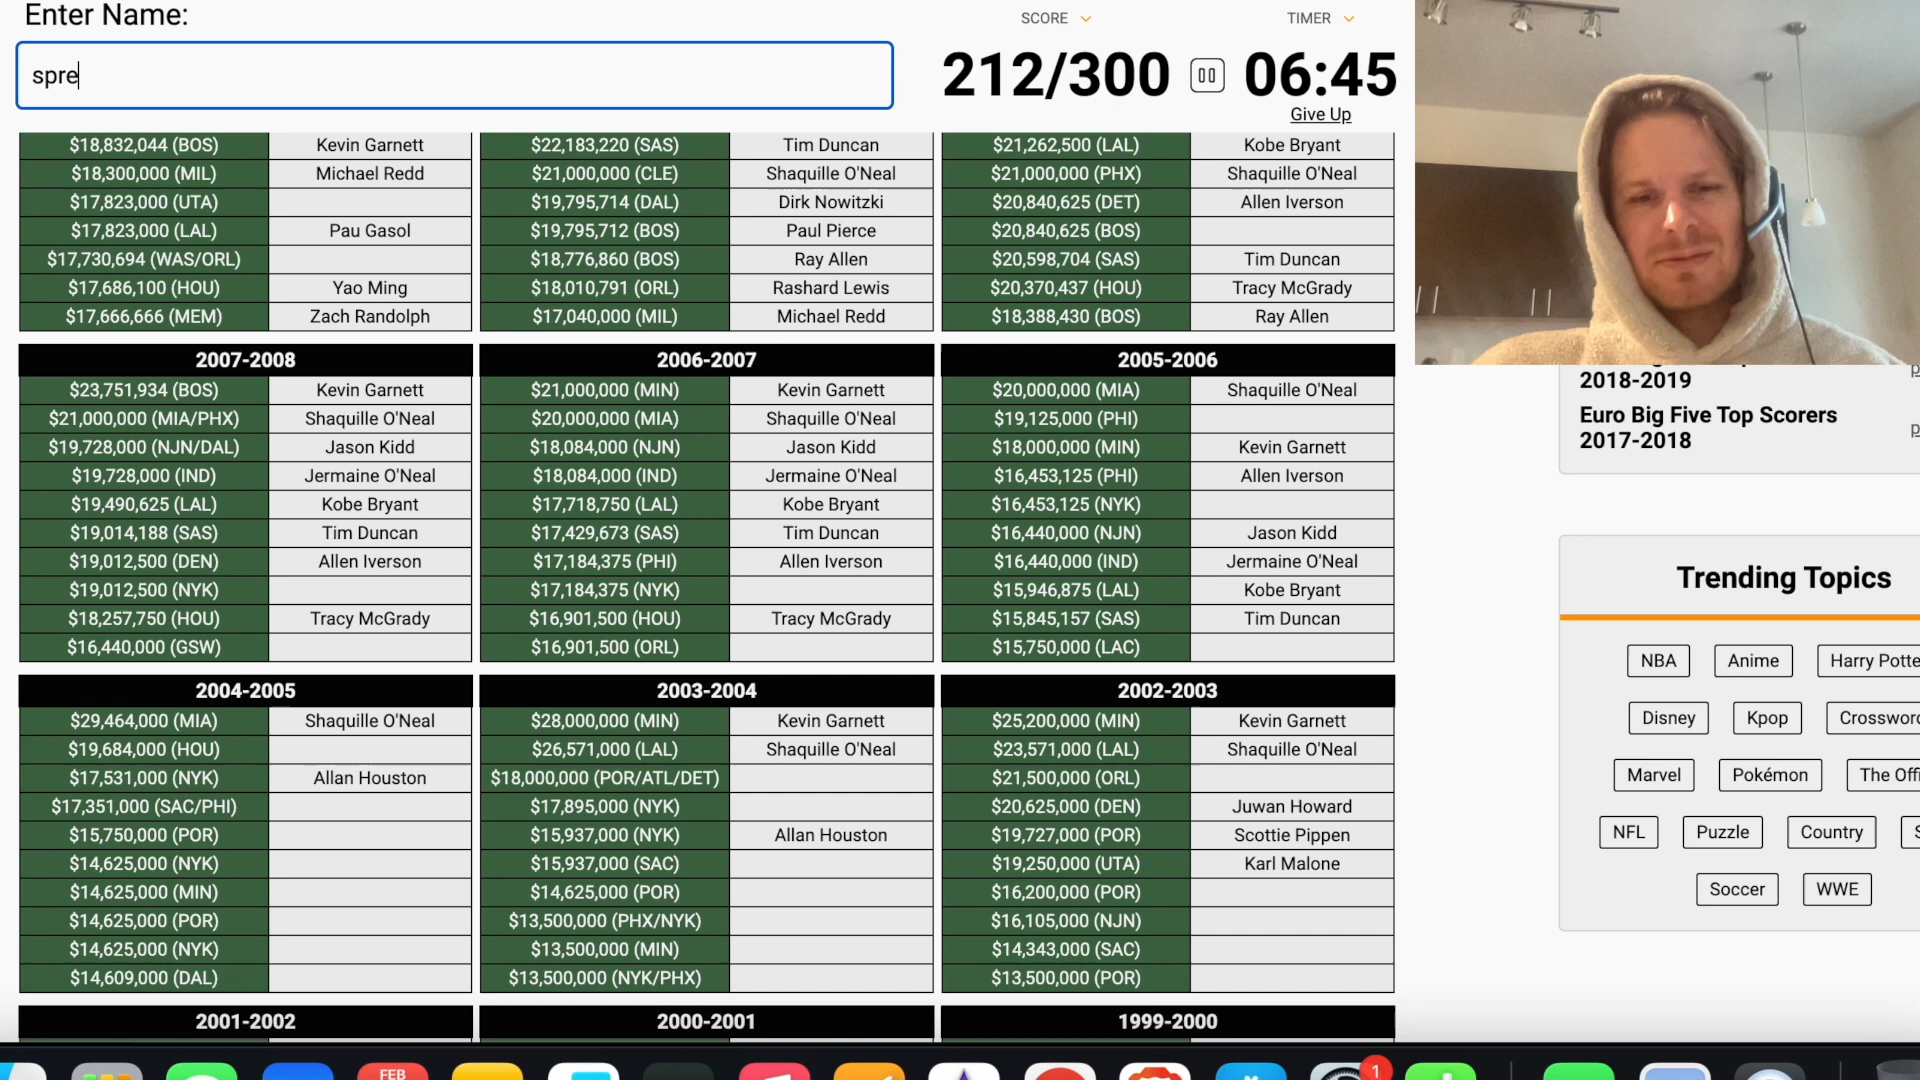 Enter Name:
SCORE
TIMER
spre
212/300
06:45
Give Up
$18,832,044 (BOS) Kevin Garnett $22,183,220 (SAS) Tim Duncan $21,262,500 (LAL) Kobe Bryant
$18,300,000 (MIL) Michael Redd $21,000,000 (CLE) Shaquille O'Neal $21,000,000 (PHX) Shaquille O'Neal
$17,823,000 (UTA) $19,795,714 (DAL) Dirk Nowitzki $20,840,625 (DET) Allen Iverson
$17,823,000 (LAL) Pau Gasol $19,795,712 (BOS) Paul Pierce $20,840,625 (BOS)
$17,730,694 (WAS/ORL) $18,776,860 (BOS) Ray Allen $20,598,704 (SAS) Tim Duncan
$17,686,100 (HOU) Yao Ming $18,010,791 (ORL) Rashard Lewis $20,370,437 (HOU) Tracy McGrady
$17,666,666 (MEM) Zach Randolph $17,040,000 (MIL) Michael Redd $18,388,430 (BOS) Ray Allen
2007-2008 2006-2007 2005-2006
$23,751,934 (BOS) Kevin Garnett $21,000,000 (MIN) Kevin Garnett $20,000,000 (MIA) Shaquille O'Neal
$21,000,000 (MIA/PHX) Shaquille O'Neal $20,000,000 (MIA) Shaquille O'Neal $19,125,000 (PHI)
$19,728,000 (NJN/DAL) Jason Kidd $18,084,000 (NJN) Jason Kidd $18,000,000 (MIN) Kevin Garnett
$19,728,000 (IND) Jermaine O'Neal $18,084,000 (IND) Jermaine O'Neal $16,453,125 (PHI) Allen Iverson
$19,490,625 (LAL) Kobe Bryant $17,718,750 (LAL) Kobe Bryant $16,453,125 (NYK)
$19,014,188 (SAS) Tim Duncan $17,429,673 (SAS) Tim Duncan $16,440,000 (NJN) Jason Kidd
$19,012,500 (DEN) Allen Iverson $17,184,375 (PHI) Allen Iverson $16,440,000 (IND) Jermaine O'Neal
$19,012,500 (NYK) $17,184,375 (NYK) $15,946,875 (LAL) Kobe Bryant
$18,257,750 (HOU) Tracy McGrady $16,901,500 (HOU) Tracy McGrady $15,845,157 (SAS) Tim Duncan
$16,440,000 (GSW) $16,901,500 (ORL) $15,750,000 (LAC)
2004-2005 2003-2004 2002-2003
$29,464,000 (MIA) Shaquille O'Neal $28,000,000 (MIN) Kevin Garnett $25,200,000 (MIN) Kevin Garnett
$19,684,000 (HOU) $26,571,000 (LAL) Shaquille O'Neal $23,571,000 (LAL) Shaquille O'Neal
$17,531,000 (NYK) Allan Houston $18,000,000 (POR/ATL/DET) $21,500,000 (ORL)
$17,351,000 (SAC/PHI) $17,895,000 (NYK) $20,625,000 (DEN) Juwan Howard
$15,750,000 (POR) $15,937,000 (NYK) Allan Houston $19,727,000 (POR) Scottie Pippen
$14,625,000 (NYK) $15,937,000 (SAC) $19,250,000 (UTA) Karl Malone
$14,625,000 (MIN) $14,625,000 (POR) $16,200,000 (POR)
$14,625,000 (POR) $13,500,000 (PHX/NYK) $16,105,000 (NJN)
$14,625,000 (NYK) $13,500,000 (MIN) $14,343,000 (SAC)
$14,609,000 (DAL) $13,500,000 (NYK/PHX) $13,500,000 (POR)
2001-2002 2000-2001 1999-2000
2018-2019
Euro Big Five Top Scorers
2017-2018
Trending Topics
NBA Anime Harry Potte
Disney Kpop Crossword
Marvel Pokémon The Offi
NFL Puzzle Country S
Soccer WWE
FEB
1